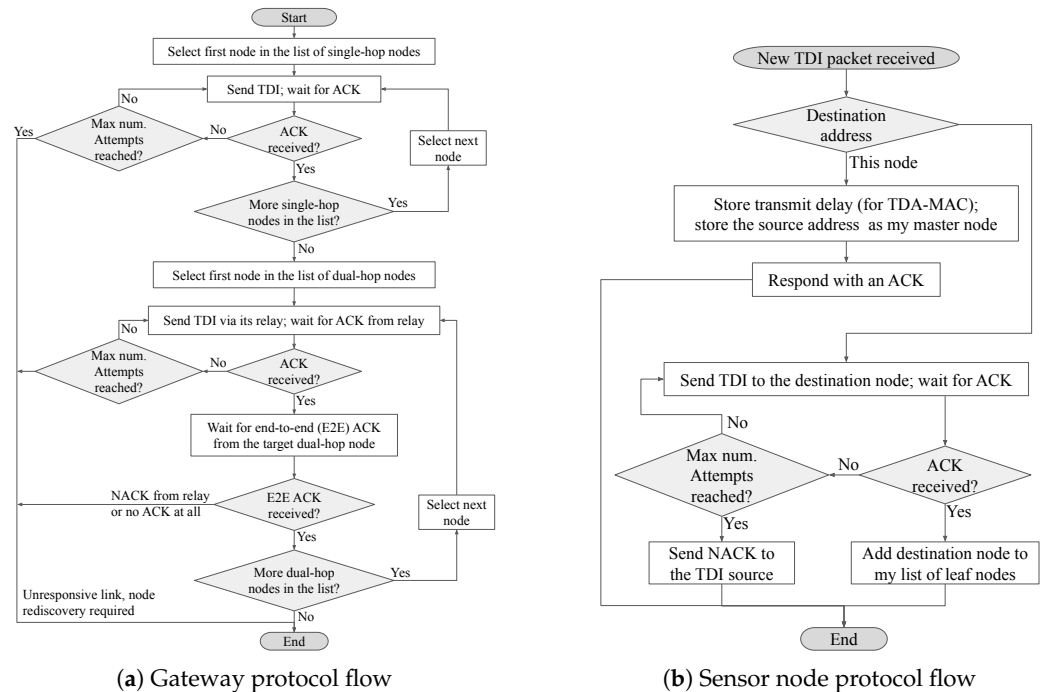 Start
Select first node in the list of single-hop nodes
Send TDI; wait for ACK
No
Yes
Max num.
Attempts
reached?
No
ACK
received?
Select next
node
Yes
More single-hop
nodes in the list?
Yes
No
Select first node in the list of dual-hop nodes
Send TDI via its relay; wait for ACK from relay
No
Max num.
Attempts
reached?
No
ACK
received?
Yes
Wait for end-to-end (E2E) ACK
from the target dual-hop node
NACK from relay
or no ACK at all
E2E ACK
received?
Select next
node
Yes
More dual-hop
nodes in the list?
Yes
Unresponsive link, node
rediscovery required
No
End
(a) Gateway protocol flow
New TDI packet received
Destination
address
This node
Store transmit delay (for TDA-MAC);
store the source address as my master node
Respond with an ACK
Send TDI to the destination node; wait for ACK
No
Max num.
Attempts
reached?
No
ACK
received?
Yes
Yes
Send NACK to
the TDI source
Add destination node to
my list of leaf nodes
End
(b) Sensor node protocol flow